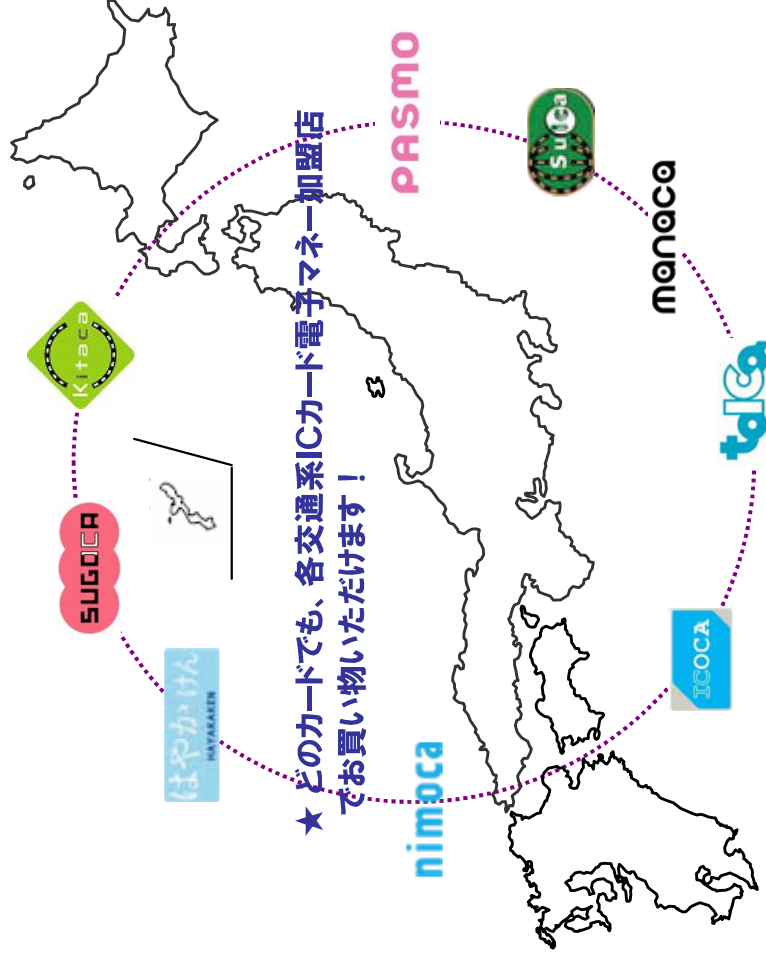 ★ どのカードでも、各交通系ICカード電子マネー加盟店
でお買い物いただけます！
Kitaca
PASMO
Suica
manaca
toICa
ICOCA
nimoca
はやかけん
HAYAKAKEN
SUGOCA